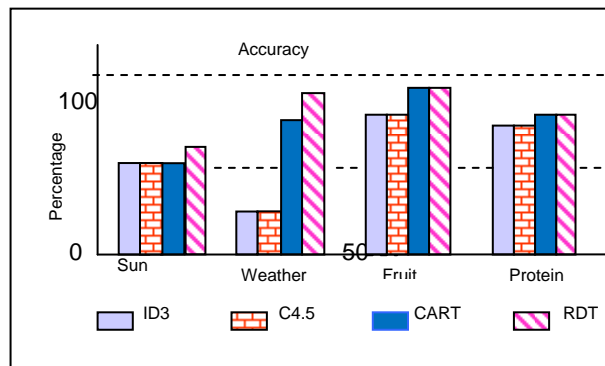 Accuracy
100
Percentage
0
50
Sun
Weather
Fruit
Protein
ID3
C4.5
CART
RDT